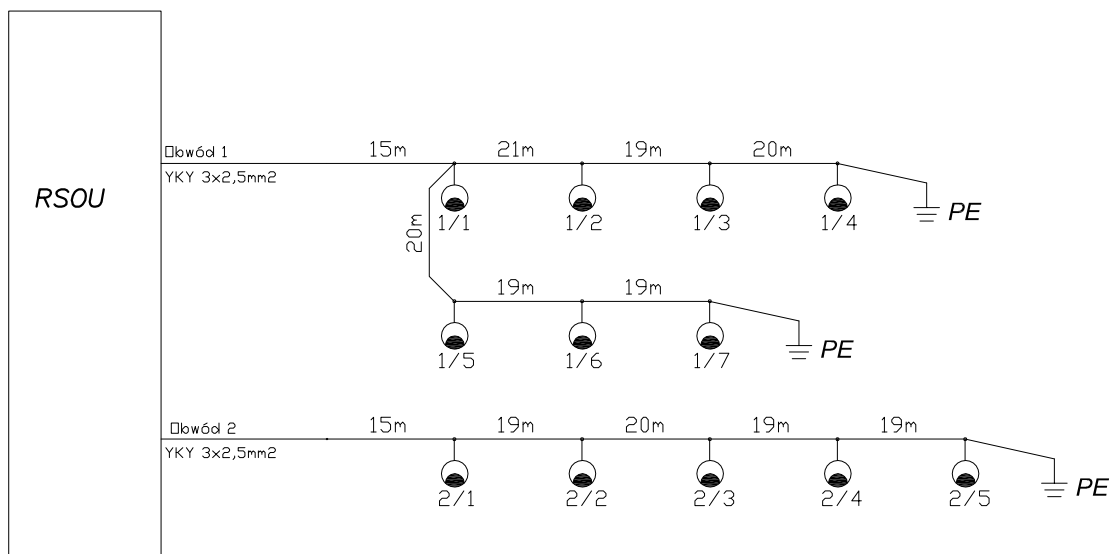 RSOU
Obwód 1
YKY 3x2,5mm2
15m 21m 19m 20m
1/1 1/2 1/3 1/4
PE
20m
19m 19m
1/5 1/6 1/7
PE
Obwód 2
YKY 3x2,5mm2
15m 19m 20m 19m 19m
2/1 2/2 2/3 2/4 2/5
PE